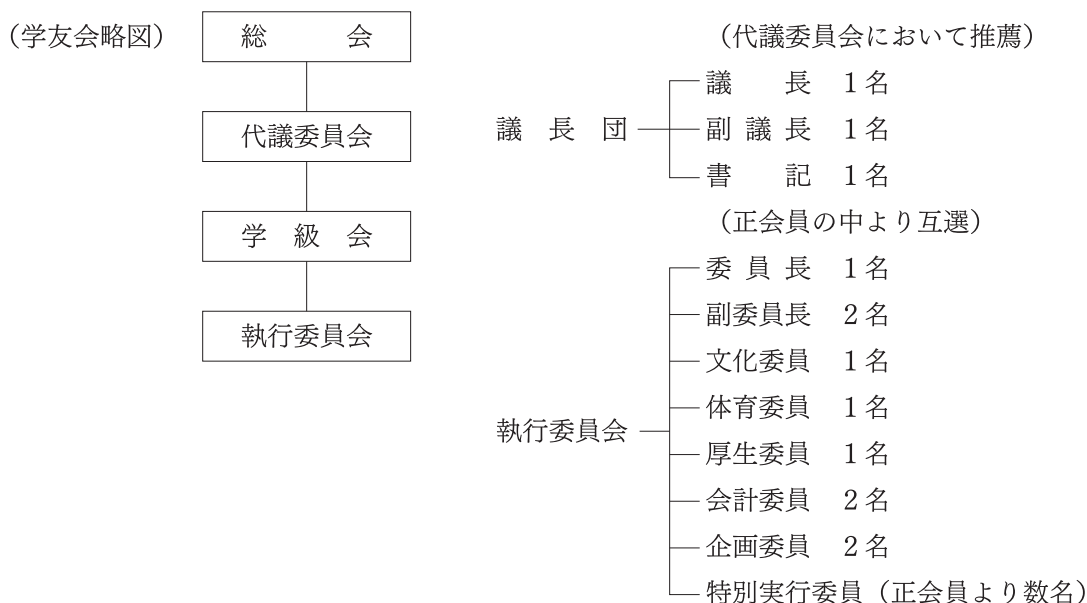 （学友会略図）
総会
代議委員会
学級会
執行委員会
（代議委員会において推薦）
議長団
議長 1名
副議長 1名
書記 1名
（正会員の中より互選）
執行委員会
委員長 1名
副委員長 2名
文化委員 1名
体育委員 1名
厚生委員 1名
会計委員 2名
企画委員 2名
特別実行委員（正会員より数名）